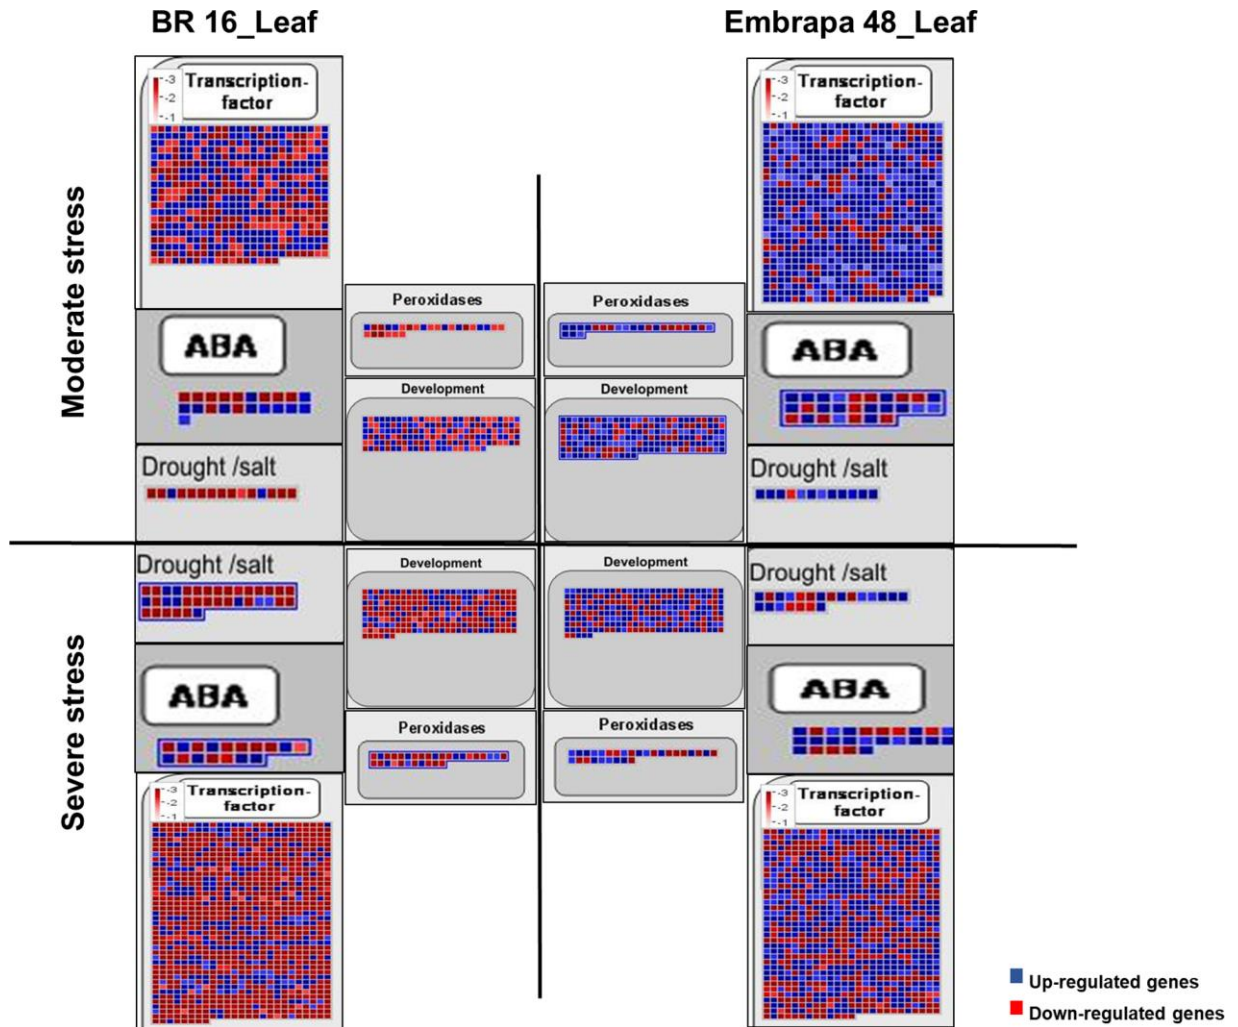 BR 16_Leaf
Embrapa 48_Leaf
Moderate stress
-3
-2
-1
Transcription-
factor
ABA
Drought /salt
Peroxidases
Development
Peroxidases
Development
-3
-2
-1
Transcription-
factor
ABA
Drought /salt
Severe stress
Drought /salt
ABA
-3
-2
-1
Transcription-
factor
Development
Peroxidases
Development
Peroxidases
Drought /salt
ABA
-3
-2
-1
Transcription-
factor
Up-regulated genes
Down-regulated genes